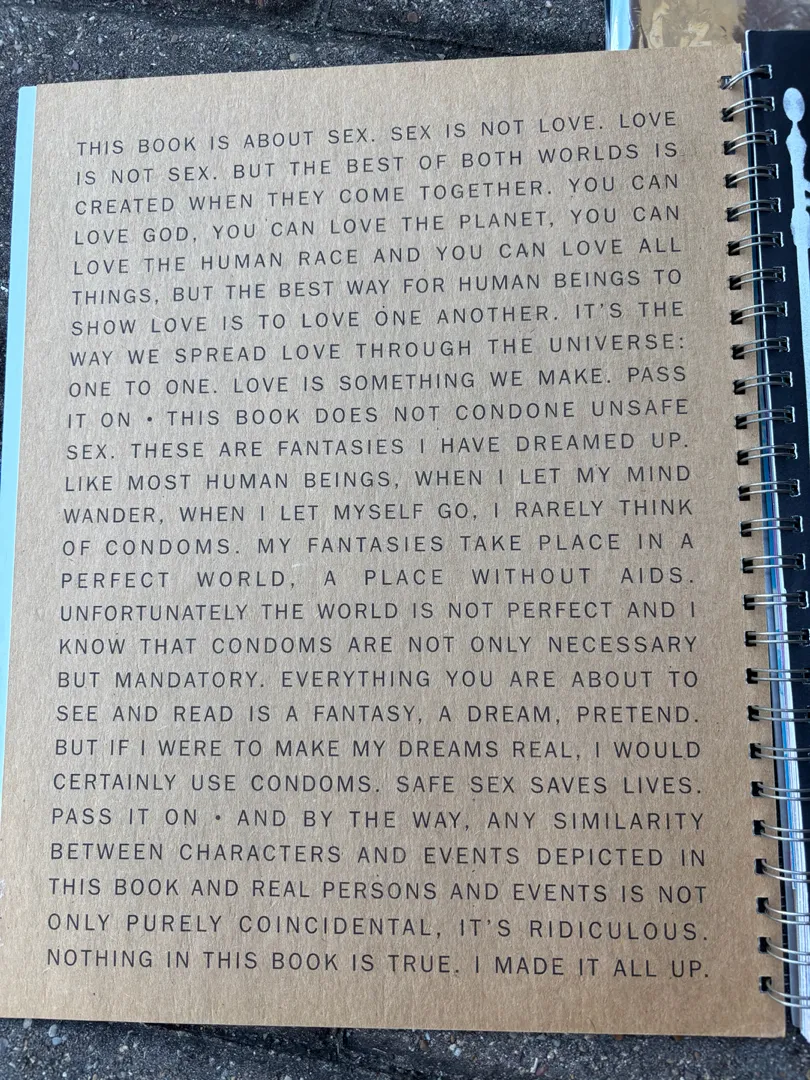 THIS BOOK IS ABOUT SEX. SEX IS NOT LOVE. LOVE
IS NOT SEX. BUT THE BEST OF BOTH WORLDS IS
CREATED WHEN THEY COME TOGETHER. YOU CAN
LOVE GOD, YOU CAN LOVE THE PLANET, YOU CAN
LOVE THE HUMAN RACE AND YOU CAN LOVE ALL
THINGS, BUT THE BEST WAY FOR HUMAN BEINGS TO
SHOW LOVE IS TO LOVE ONE ANOTHER. IT'S THE
WAY WE SPREAD LOVE THROUGH THE UNIVERSE:
ONE TO ONE. LOVE IS SOMETHING WE MAKE. PASS
IT ON • THIS BOOK DOES NOT CONDONE UNSAFE
SEX. THESE ARE FANTASIES I HAVE DREAMED UP.
LIKE MOST HUMAN BEINGS, WHEN I LET MY MIND
WANDER, WHEN I LET MYSELF GO, I RARELY THINK
OF CONDOMS. MY FANTASIES TAKE PLACE IN A
PERFECT WORLD, A PLACE WITHOUT AIDS.
UNFORTUNATELY THE WORLD IS NOT PERFECT AND I
KNOW THAT CONDOMS ARE NOT ONLY NECESSARY
BUT MANDATORY. EVERYTHING YOU ARE ABOUT TO
SEE AND READ IS A FANTASY, A DREAM, PRETEND.
BUT IF I WERE TO MAKE MY DREAMS REAL, I WOULD
CERTAINLY USE CONDOMS. SAFE SEX SAVES LIVES.
PASS IT ON • AND BY THE WAY, ANY SIMILARITY
BETWEEN CHARACTERS AND EVENTS DEPICTED IN
THIS BOOK AND REAL PERSONS AND EVENTS IS NOT
ONLY PURELY COINCIDENTAL, IT'S RIDICULOUS.
NOTHING IN THIS BOOK IS TRUE. I MADE IT ALL UP.